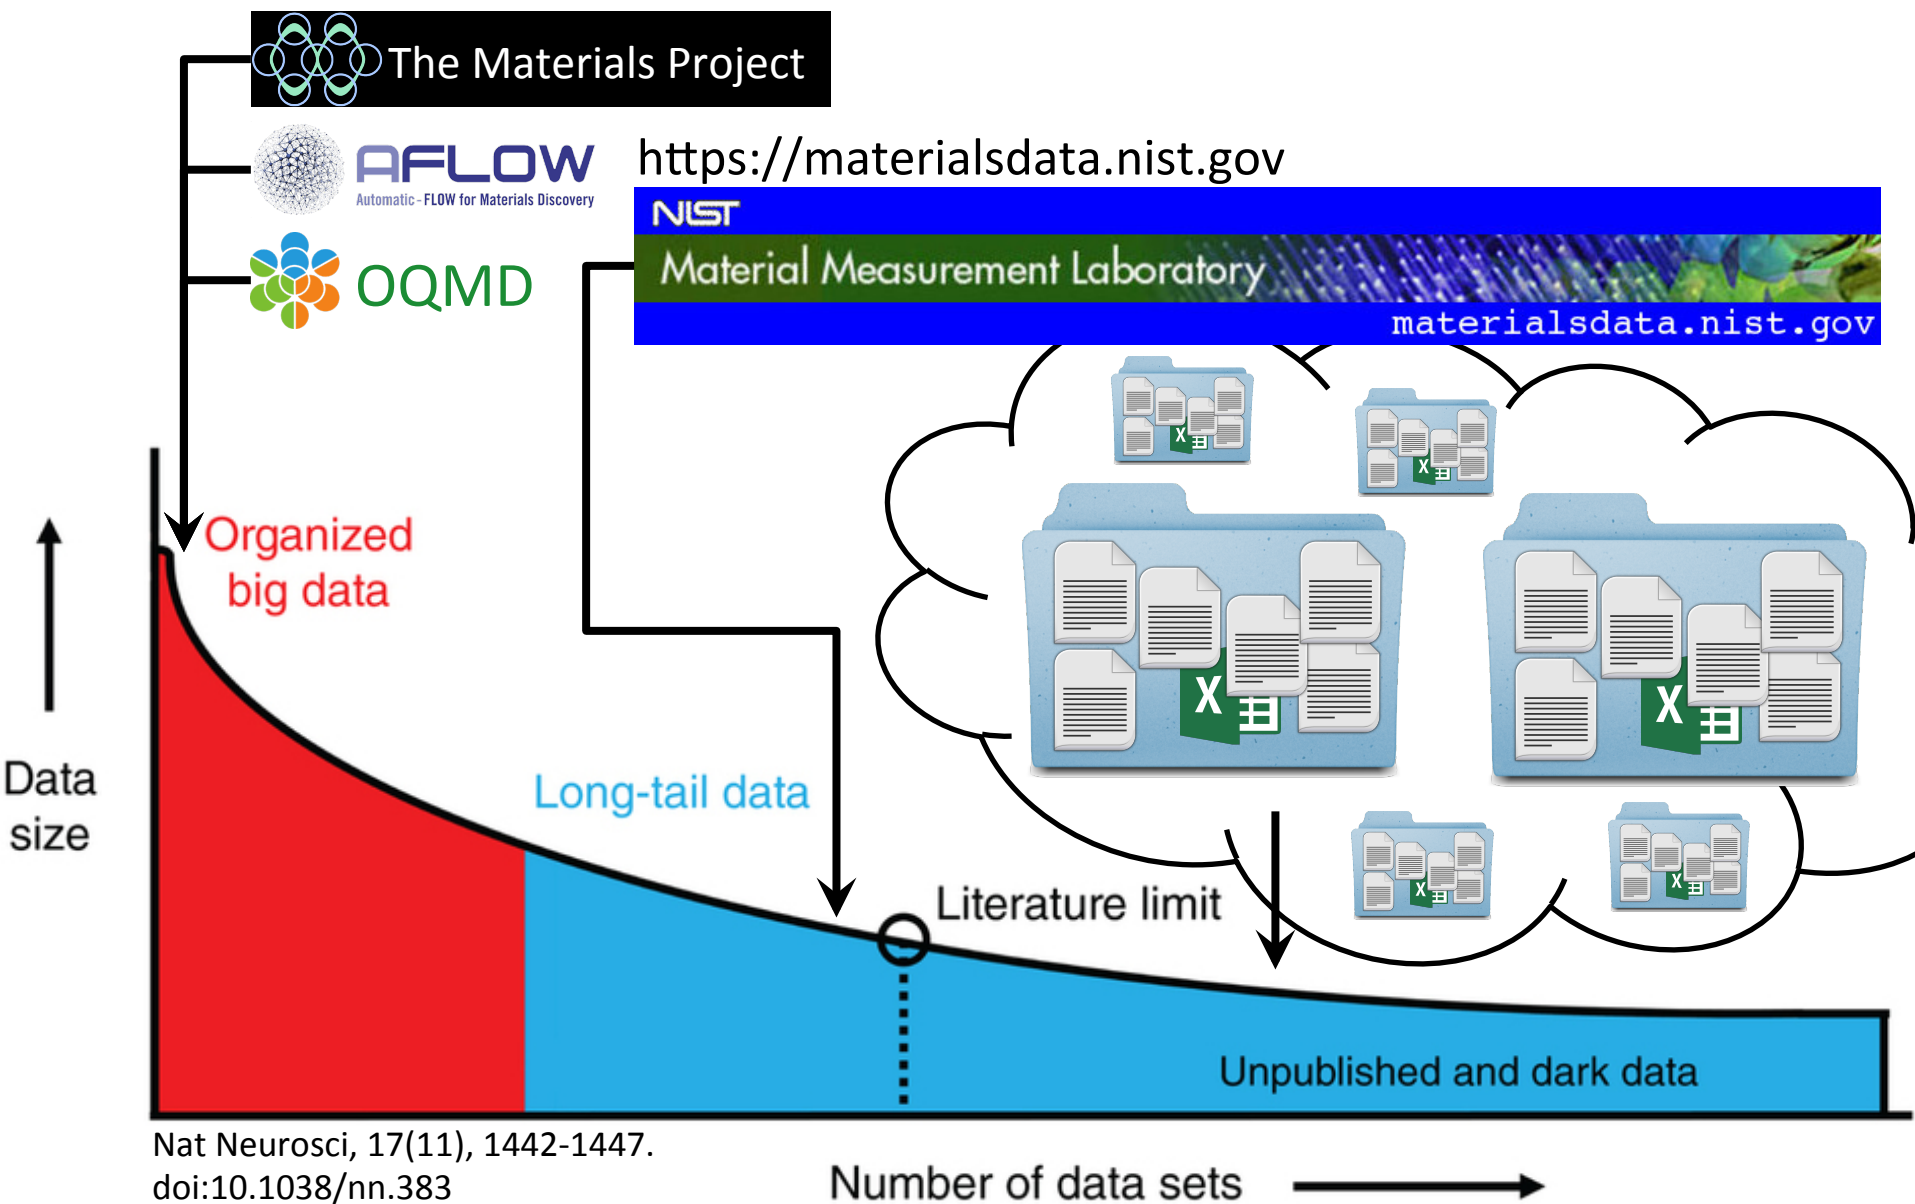 The Materials Project
AFLOW
Automatic - FLOW for Materials Discovery
OQMD
https://materialsdata.nist.gov
NIST
Material Measurement Laboratory
materialsdata.nist.gov
Organized
big data
Data
size
Long-tail data
Literature limit
Unpublished and dark data
X
X
X
X
X
X
Nat Neurosci, 17(11), 1442-1447.
doi:10.1038/nn.383
Number of data sets